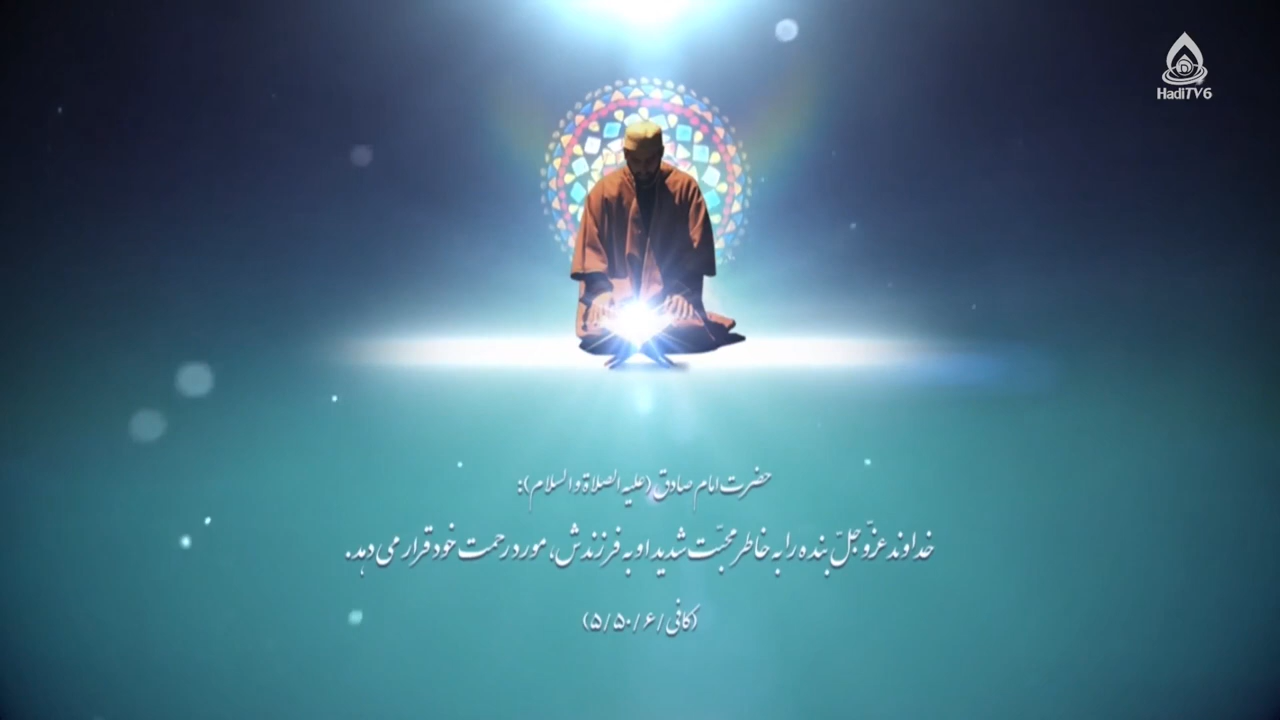 HadiTV6
حضرت امام صادق (علیه الصلاة والسلام):
خداوند عزّوجلّ بنده را به خاطر محبّت شدید او به فرزندش، مورد رحمت خود قرار می دهد.
(کافی/۶/۵۰/۵)